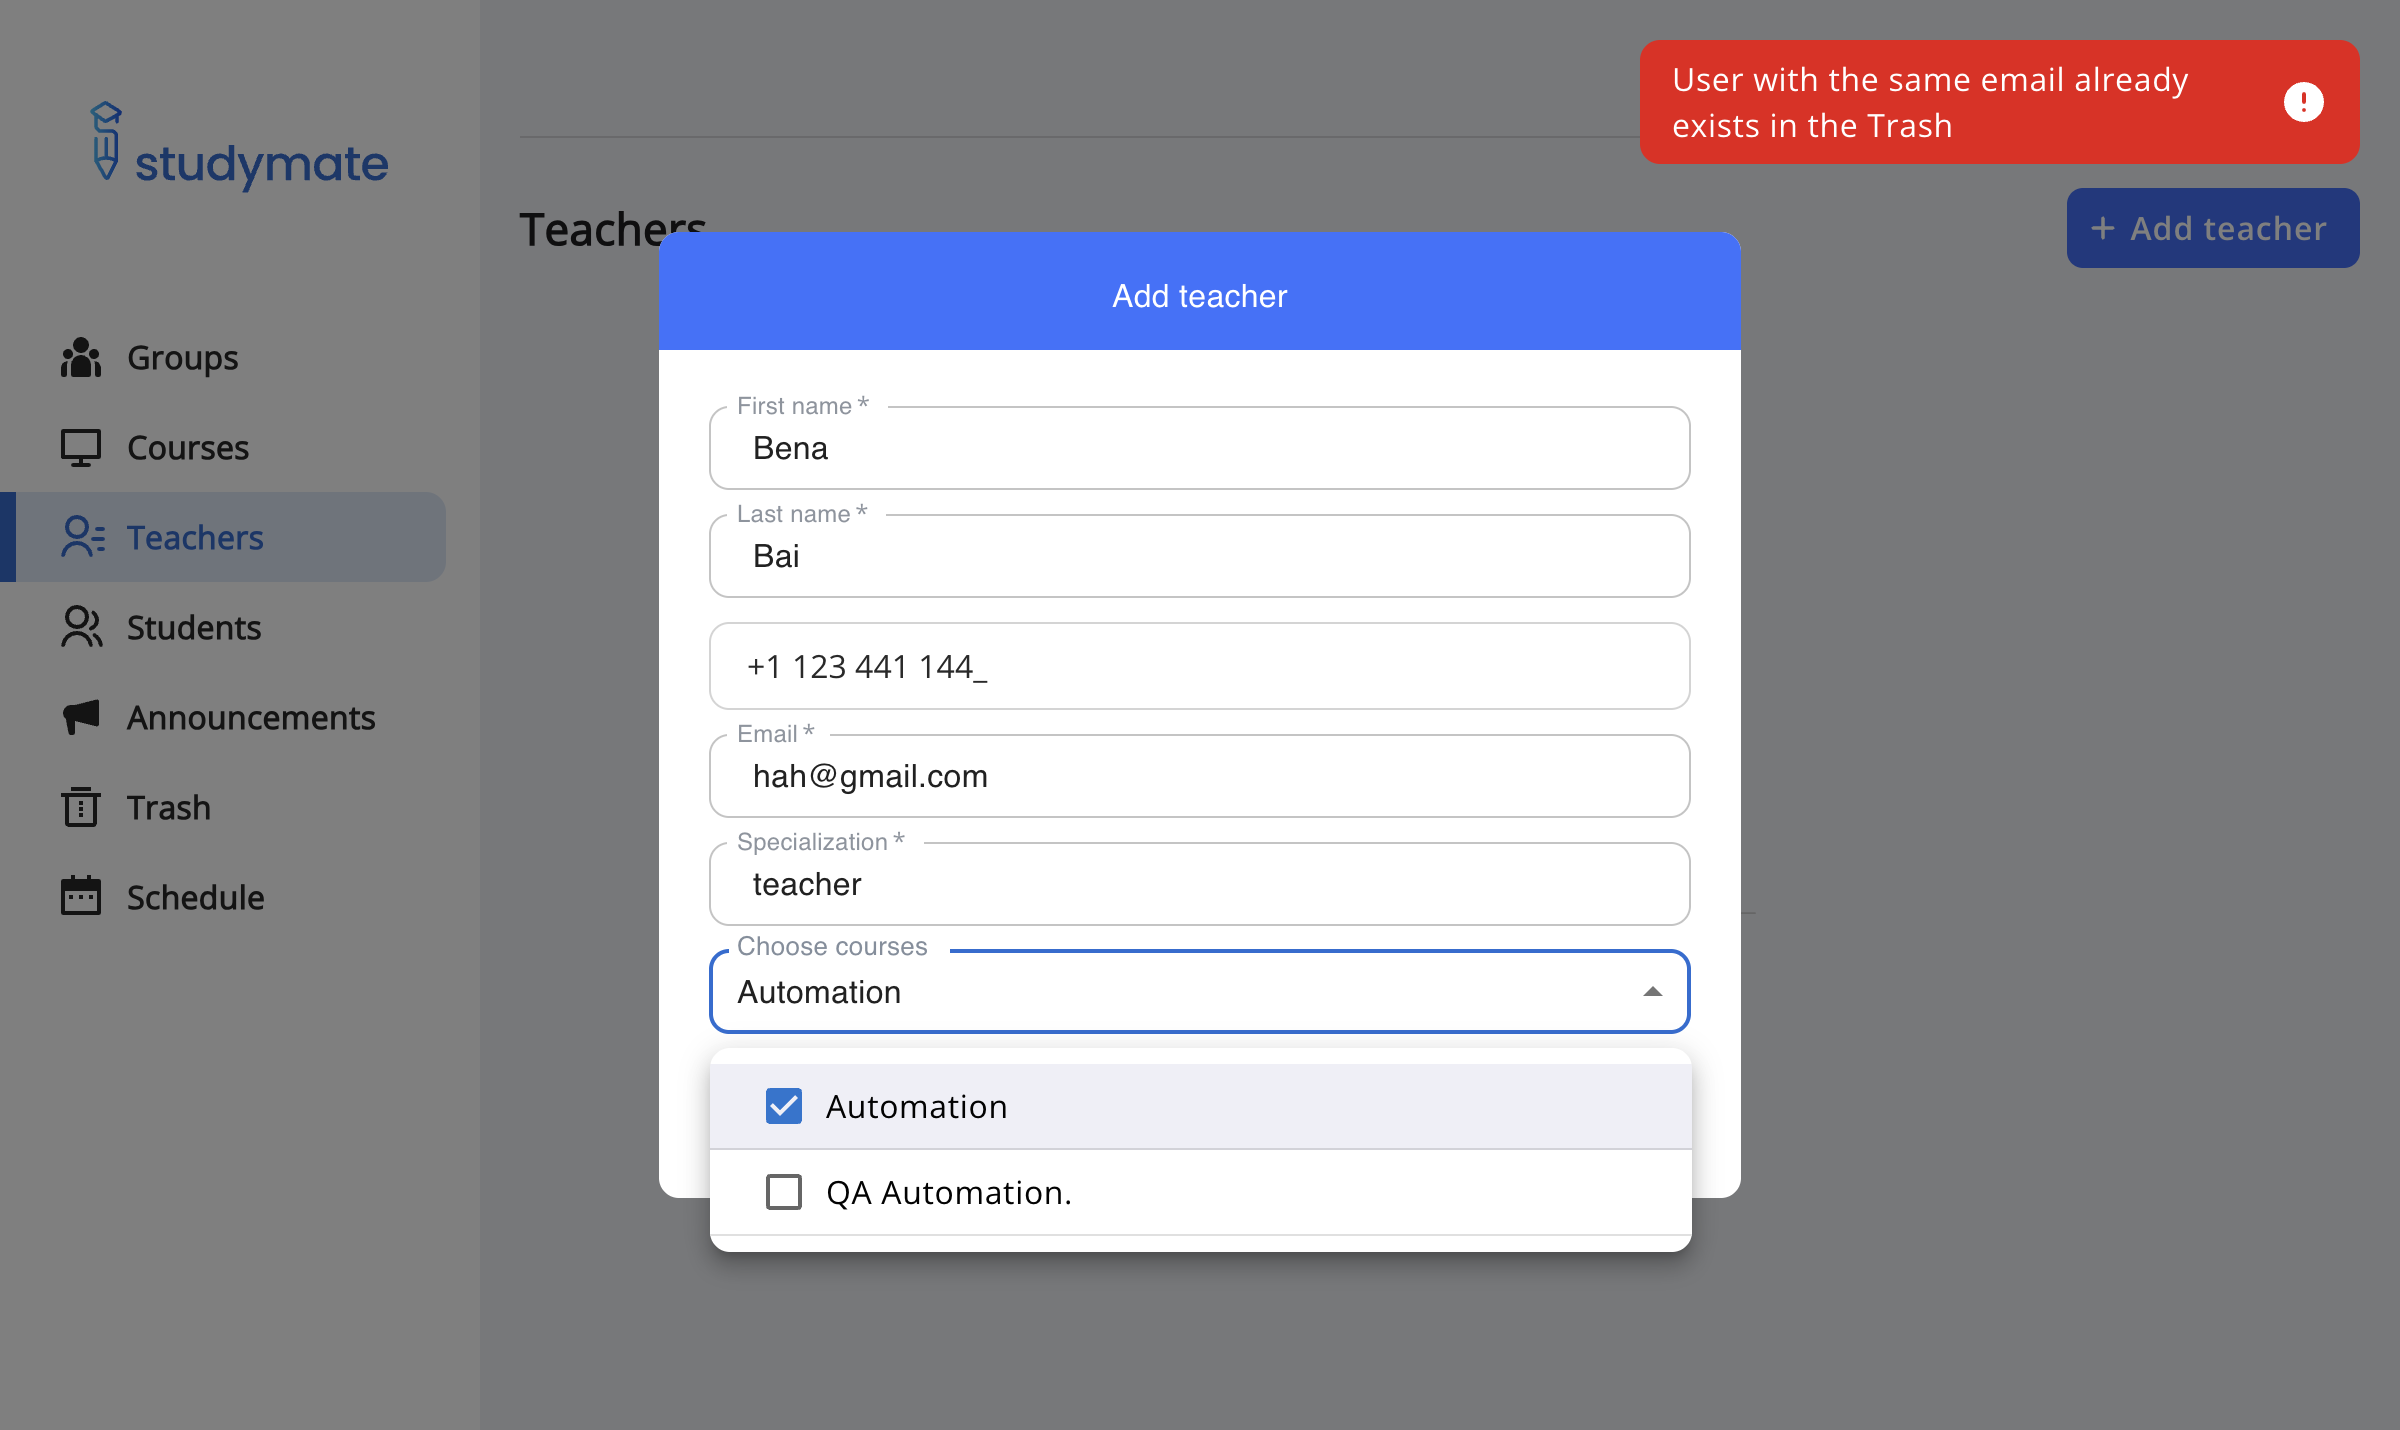 User with the same email already
exists in the Trash
studymate
Teachers
+ Add teacher
Add teacher
Groups
Courses
Teachers
Students
Announcements
Trash
Schedule
First name *
Bena
Last name *
Bai
+1 123 441 144_
Email *
hah@gmail.com
Specialization *
teacher
Choose courses
Automation
Automation
QA Automation.